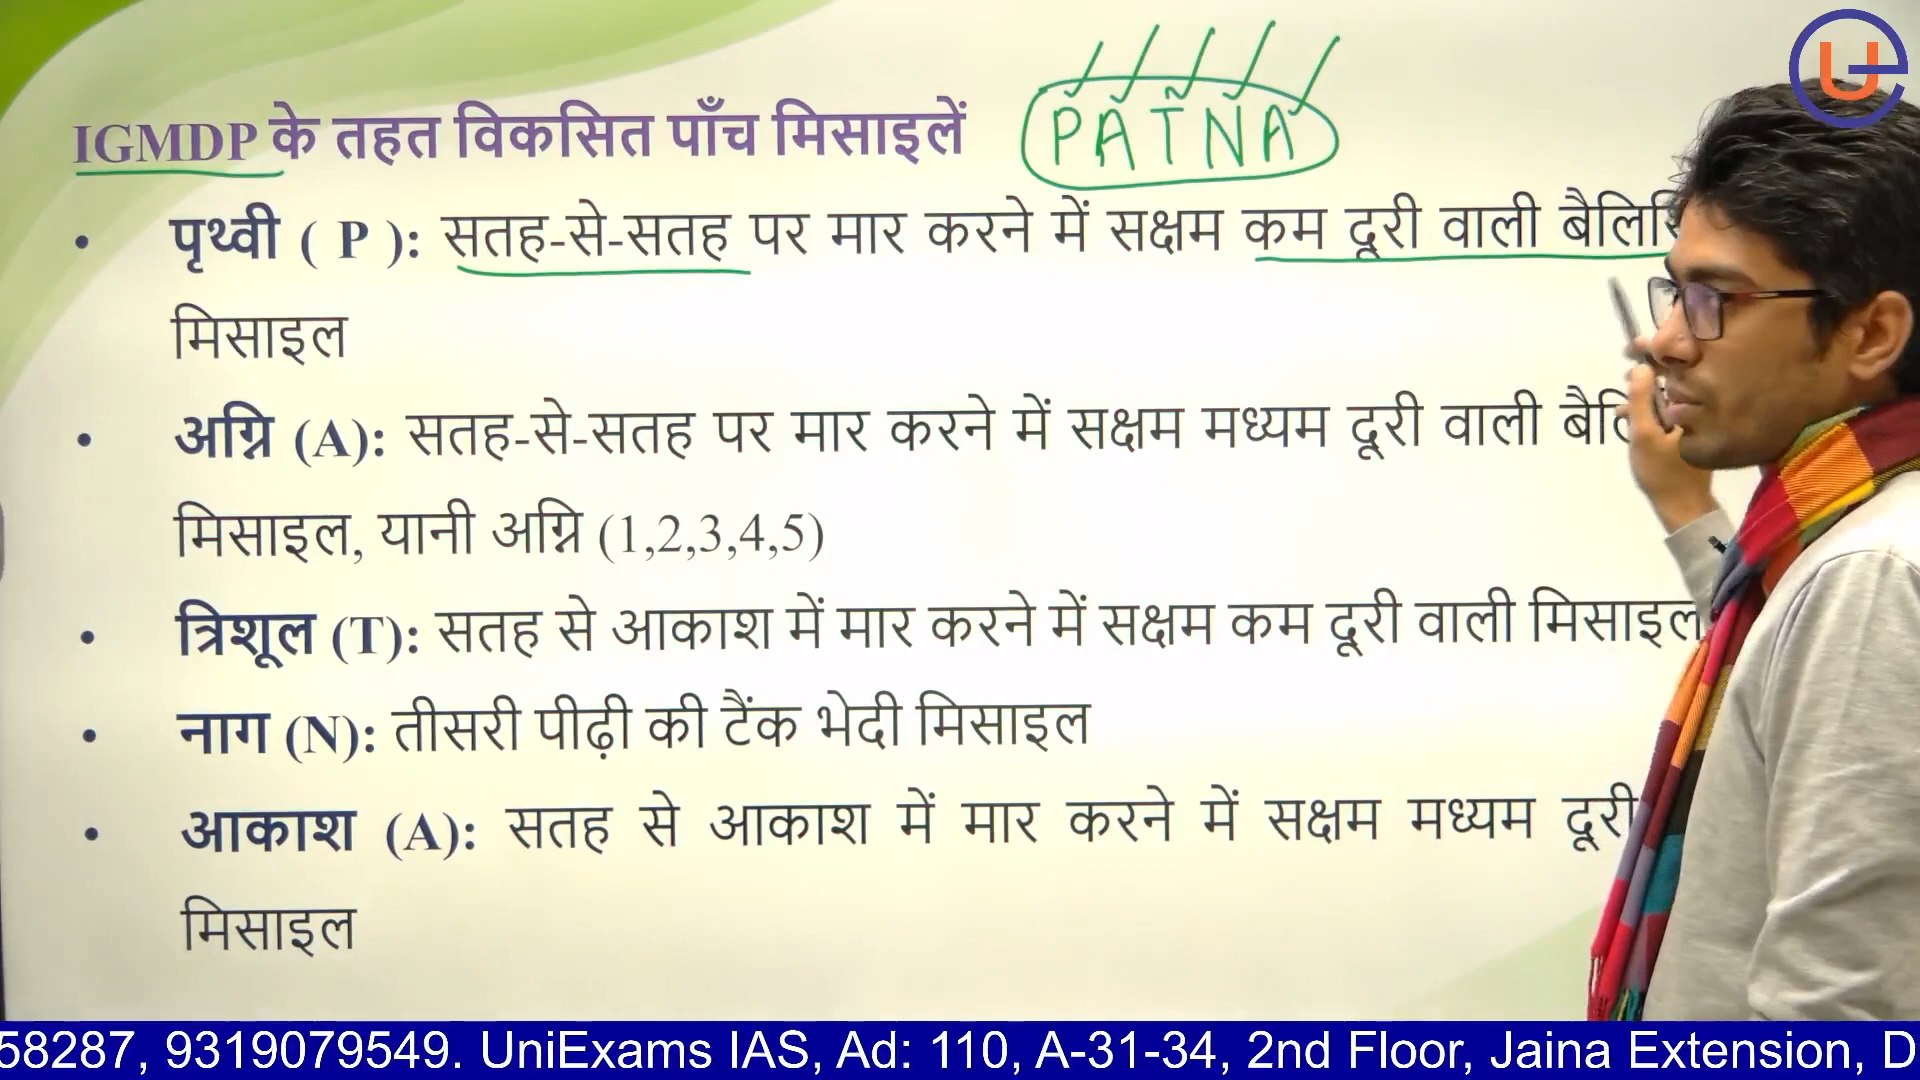 PATNA
IGMDP के तहत विकसित पाँच मिसाइलें
• पृथ्वी ( P ): सतह-से-सतह पर मार करने में सक्षम कम दूरी वाली
मिसाइल
• अग्नि (A): सतह-से-सतह पर मार करने में सक्षम मध्यम दूरी वाली
मिसाइल, यानी अग्नि (1,2,3,4,5)
• त्रिशूल (T): सतह से आकाश में मार करने में सक्षम कम दूरी वाली मिसाइल
• नाग (N): तीसरी पीढ़ी की टैंक भेदी मिसाइल
• आकाश (A): सतह से आकाश में मार करने में सक्षम मध्यम दूरी
मिसाइल
58287, 9319079549. UniExams IAS, Ad: 110, A-31-34, 2nd Floor, Jaina Extension, D